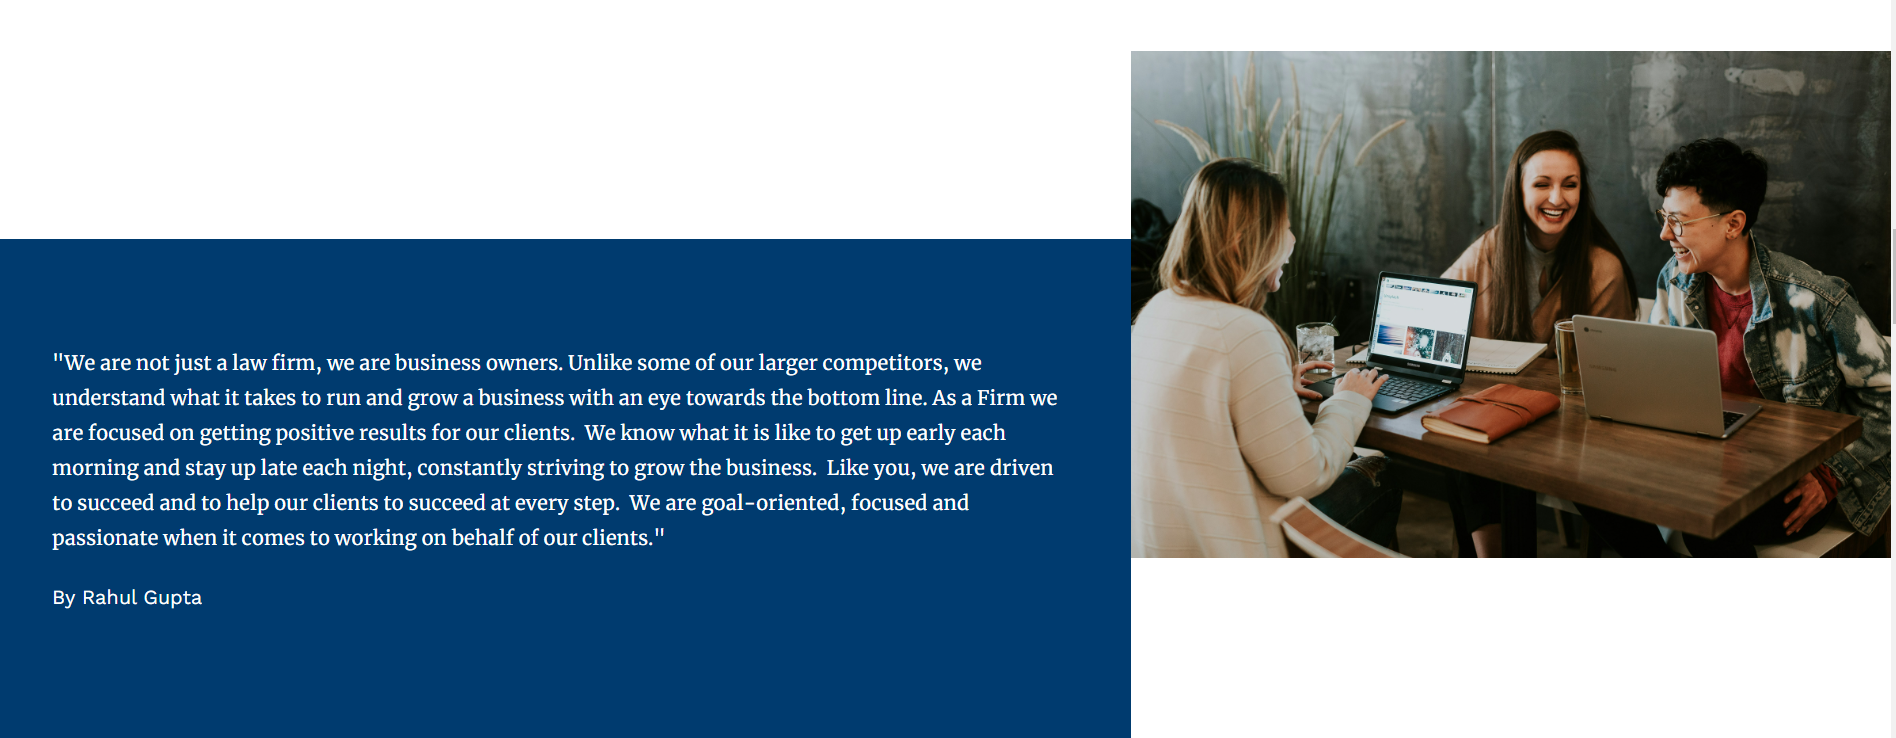 "We are not just a law firm, we are business owners. Unlike some of our larger competitors, we
understand what it takes to run and grow a business with an eye towards the bottom line. As a Firm we
are focused on getting positive results for our clients.  We know what it is like to get up early each
morning and stay up late each night, constantly striving to grow the business.  Like you, we are driven
to succeed and to help our clients to succeed at every step.  We are goal-oriented, focused and
passionate when it comes to working on behalf of our clients."
By Rahul Gupta